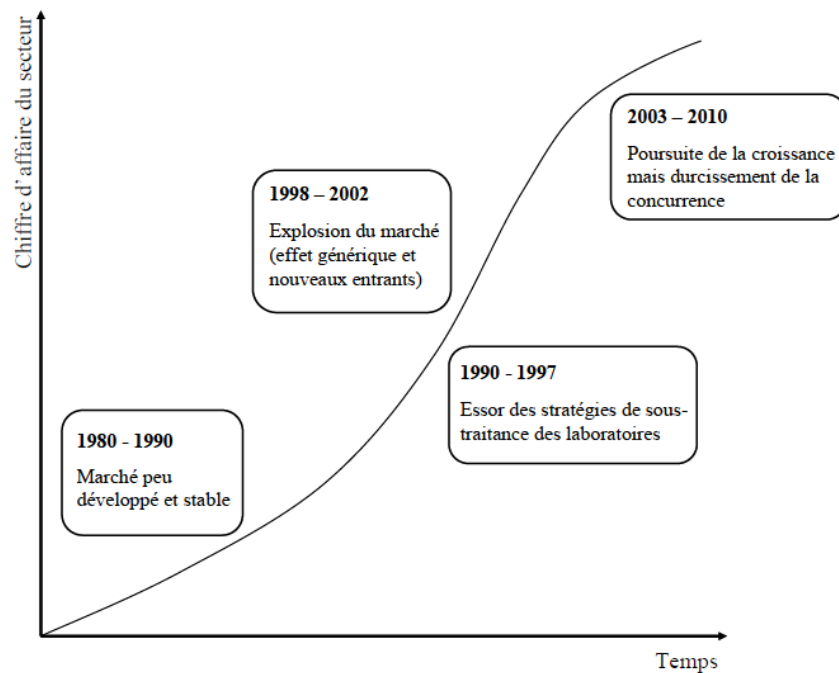 Chiffre d'affaire du secteur
2003 – 2010
Poursuite de la croissance
mais durcissement de la
concurrence
1998 – 2002
Explosion du marché
(effet générique et
nouveaux entrants)
1990 - 1997
Essor des stratégies de sous-
traitance des laboratoires
1980 - 1990
Marché peu
développé et stable
Temps